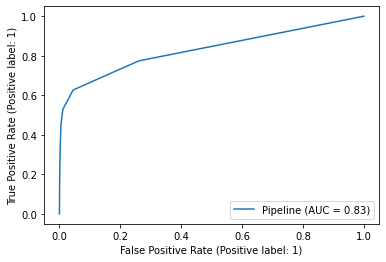 1.0
0.8
0.6
0.4
0.2
0.0
True Positive Rate (Positive label: 1)
Pipeline (AUC = 0.83)
0.0 0.2 0.4 0.6 0.8 1.0
False Positive Rate (Positive label: 1)